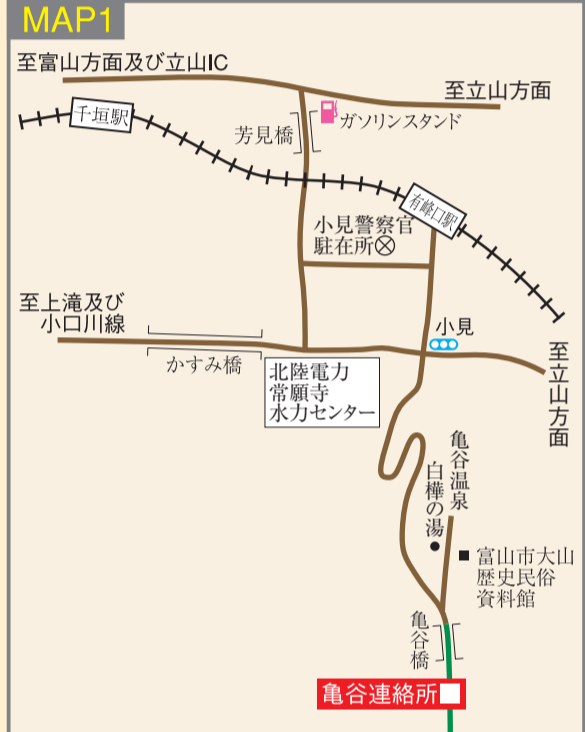 MAP1
至富山方面及び立山IC
至立山方面
千垣駅
ガソリンスタンド
芳見橋
有峰口駅
小見警察官
駐在所
至上滝及び
小口川線
小見
かすみ橋
至立山方面
北陸電力
常願寺
水力センター
亀谷温泉
白樺の湯
富山市大山
歴史民俗
資料館
亀谷橋
亀谷連絡所